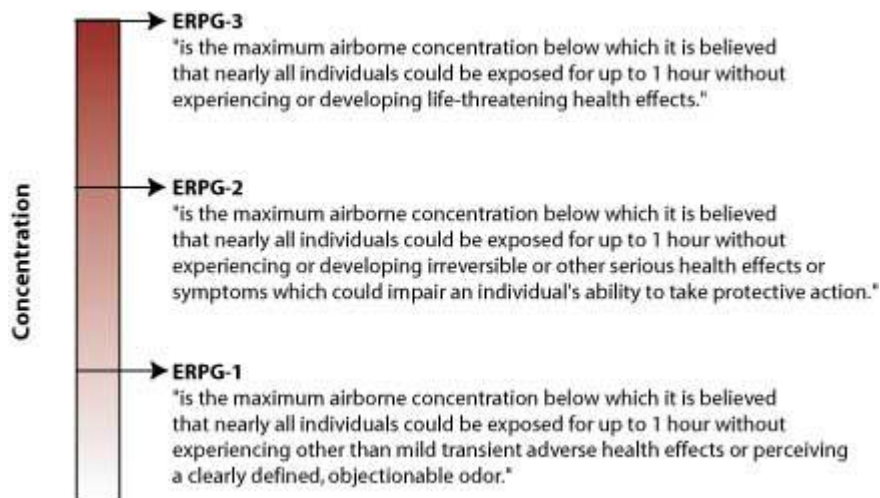 Concentration
ERPG-3
"is the maximum airborne concentration below which it is believed
that nearly all individuals could be exposed for up to 1 hour without
experiencing or developing life-threatening health effects."
ERPG-2
"is the maximum airborne concentration below which it is believed
that nearly all individuals could be exposed for up to 1 hour without
experiencing or developing irreversible or other serious health effects or
symptoms which could impair an individual's ability to take protective action."
ERPG-1
"is the maximum airborne concentration below which it is believed
that nearly all individuals could be exposed for up to 1 hour without
experiencing other than mild transient adverse health effects or perceiving
a clearly defined, objectionable odor."